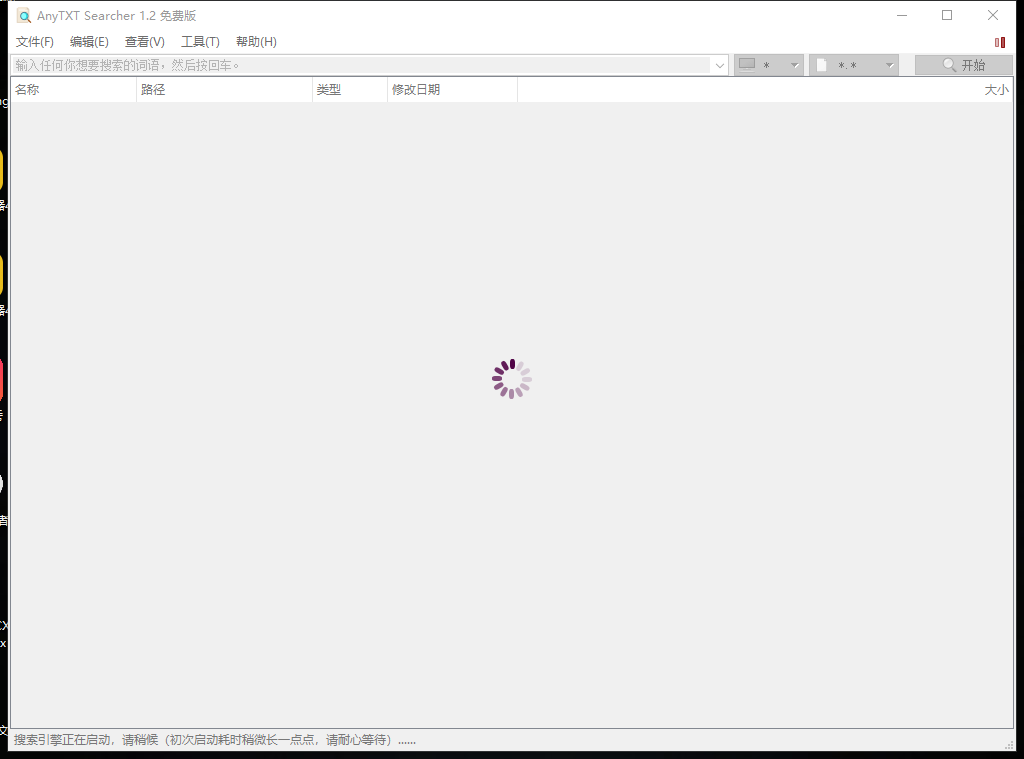 AnyTXT Searcher 1.2 免费版
文件(F) 编辑(E) 查看(V) 工具(T) 帮助(H)
输入任何你想要搜索的词语，然后按回车。 * *.* 开始
名称 路径 类型 修改日期 大小
搜索引擎正在启动，请稍候（初次启动耗时稍微长一点点，请耐心等待）......